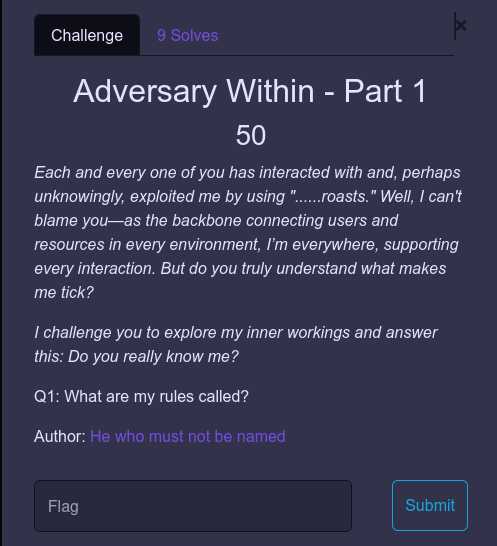 Challenge
9 Solves
×
Adversary Within - Part 1
50
Each and every one of you has interacted with and, perhaps
unknowingly, exploited me by using "......roasts." Well, I can't
blame you—as the backbone connecting users and
resources in every environment, I'm everywhere, supporting
every interaction. But do you truly understand what makes
me tick?
I challenge you to explore my inner workings and answer
this: Do you really know me?
Q1: What are my rules called?
Author: He who must not be named
Flag
Submit